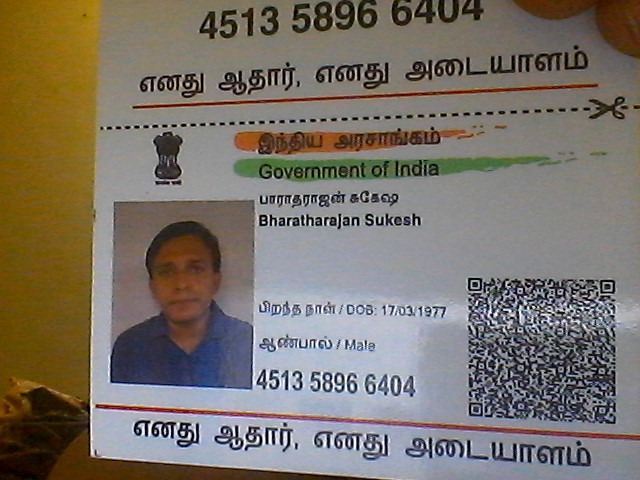 4513 5896 6404
எனது ஆதார், எனது அடையாளம்
இந்திய அரசாங்கம்
Government of India
பாராதராஜன் சுகேஷ
Bharatharajan Sukesh
பிறந்த நாள் / DOB: 17/03/1977
ஆண்பால் / Male
4513 5896 6404
எனது ஆதார், எனது அடையாளம்